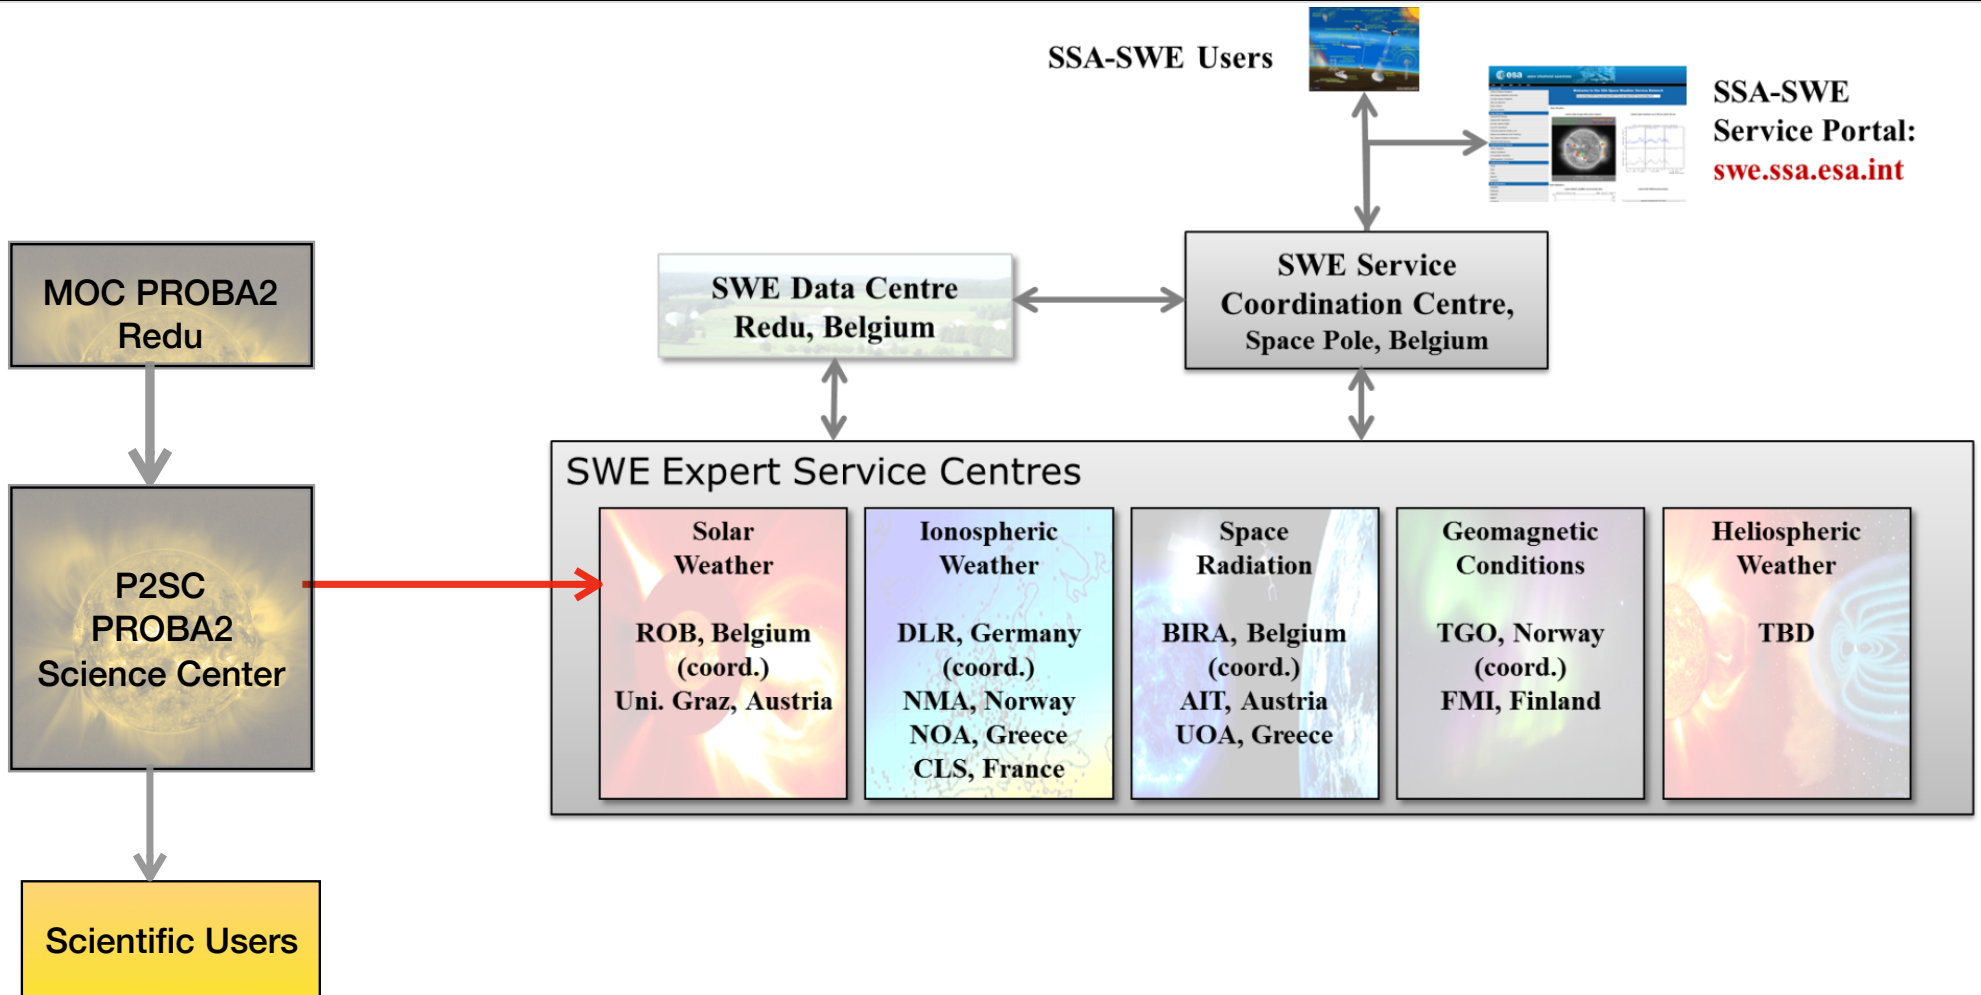 SSA-SWE Users
esa
SSA-SWE
Service Portal:
swe.ssa.esa.int
MOC PROBA2
Redu
SWE Data Centre
Redu, Belgium
SWE Service
Coordination Centre,
Space Pole, Belgium
P2SC
PROBA2
Science Center
Scientific Users
SWE Expert Service Centres
Solar
Weather
ROB, Belgium
(coord.)
Uni. Graz, Austria
Ionospheric
Weather
DLR, Germany
(coord.)
NMA, Norway
NOA, Greece
CLS, France
Space
Radiation
BIRA, Belgium
(coord.)
AIT, Austria
UOA, Greece
Geomagnetic
Conditions
TGO, Norway
(coord.)
FMI, Finland
Heliospheric
Weather
TBD